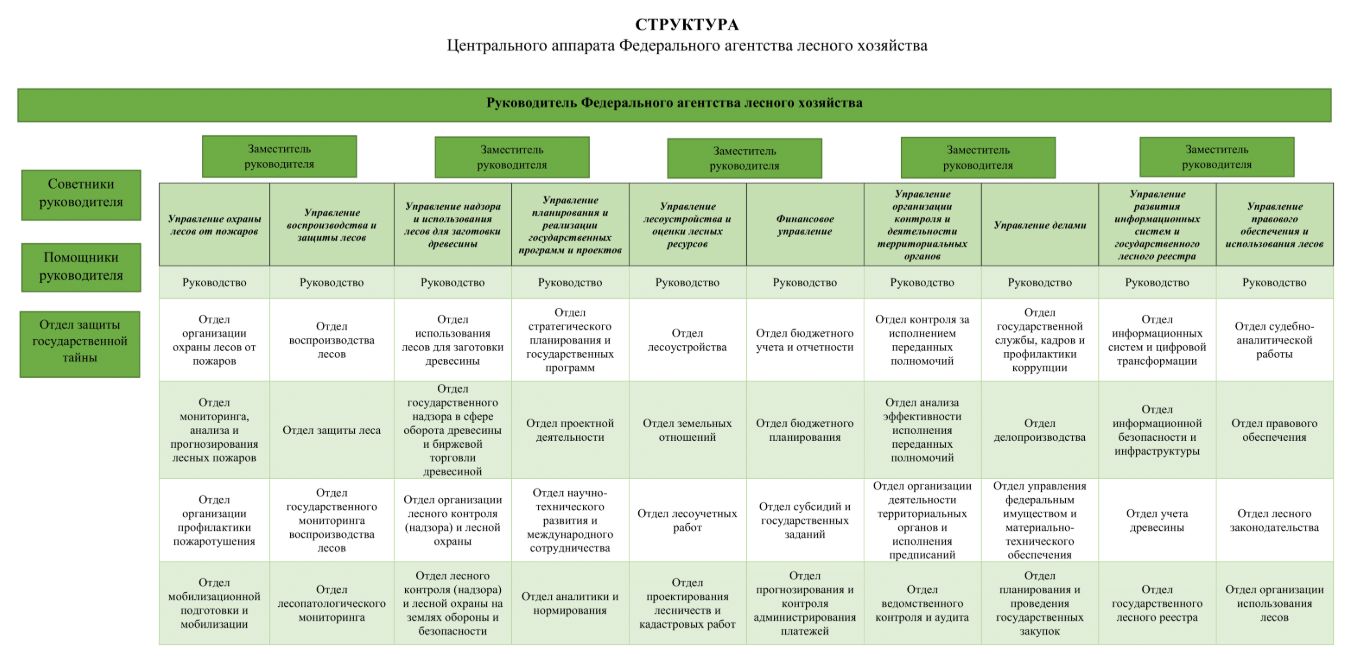 СТРУКТУРА
Центрального аппарата Федерального агентства лесного хозяйства
Руководитель Федерального агентства лесного хозяйства
Заместитель
руководителя
Заместитель
руководителя
Заместитель
руководителя
Заместитель
руководителя
Заместитель
руководителя
Советники
руководителя
Помощники
руководителя
Отдел защиты
государственной
тайны
Управление охраны
лесов от пожаров
Управление
воспроизводства и
защиты лесов
Управление надзора
и использования
лесов для заготовки
древесины
Управление
планирования и
реализации
государственных
программ и проектов
Управление
лесоустройства и
оценки лесных
ресурсов
Финансовое
управление
Управление
организации
контроля и
деятельности
территориальных
органов
Управление делами
Управление
развития
информационных
систем и
государственного
лесного реестра
Управление
правового
обеспечения и
использования лесов
Руководство
Руководство
Руководство
Руководство
Руководство
Руководство
Руководство
Руководство
Руководство
Руководство
Отдел
организации
охраны лесов от
пожаров
Отдел
воспроизводства
лесов
Отдел
использования
лесов для заготовки
древесины
Отдел
стратегического
планирования и
государственных
программ
Отдел
лесоустройства
Отдел бюджетного
учета и отчетности
Отдел контроля за
исполнением
переданных
полномочий
Отдел
государственной
службы, кадров и
профилактики
коррупции
Отдел
информационных
систем и цифровой
трансформации
Отдел судебно-
аналитической
работы
Отдел
мониторинга,
анализа и
прогнозирования
лесных пожаров
Отдел защиты леса
Отдел
государственного
надзора в сфере
оборота древесины
и биржевой
торговли
древесиной
Отдел проектной
деятельности
Отдел земельных
отношений
Отдел бюджетного
планирования
Отдел анализа
эффективности
исполнения
переданных
полномочий
Отдел
делопроизводства
Отдел
информационной
безопасности и
инфраструктуры
Отдел правового
обеспечения
Отдел
организации
профилактики
пожаротушения
Отдел
государственного
мониторинга
воспроизводства
лесов
Отдел организации
лесного контроля
(надзора) и лесной
охраны
Отдел научно-
технического
развития и
международного
сотрудничества
Отдел лесоучетных
работ
Отдел субсидий и
государственных
заданий
Отдел организации
деятельности
территориальных
органов и
исполнения
предписаний
Отдел управления
федеральным
имуществом и
материально-
технического
обеспечения
Отдел учета
древесины
Отдел лесного
законодательства
Отдел
мобилизационной
подготовки и
мобилизации
Отдел
лесопатологического
мониторинга
Отдел лесного
контроля (надзора)
и лесной охраны на
землях обороны и
безопасности
Отдел аналитики и
нормирования
Отдел
проектирования
лесничеств и
кадастровых работ
Отдел
прогнозирования и
контроля
администрирования
платежей
Отдел
ведомственного
контроля и аудита
Отдел
планирования и
проведения
государственных
закупок
Отдел
государственного
лесного реестра
Отдел организации
использования
лесов